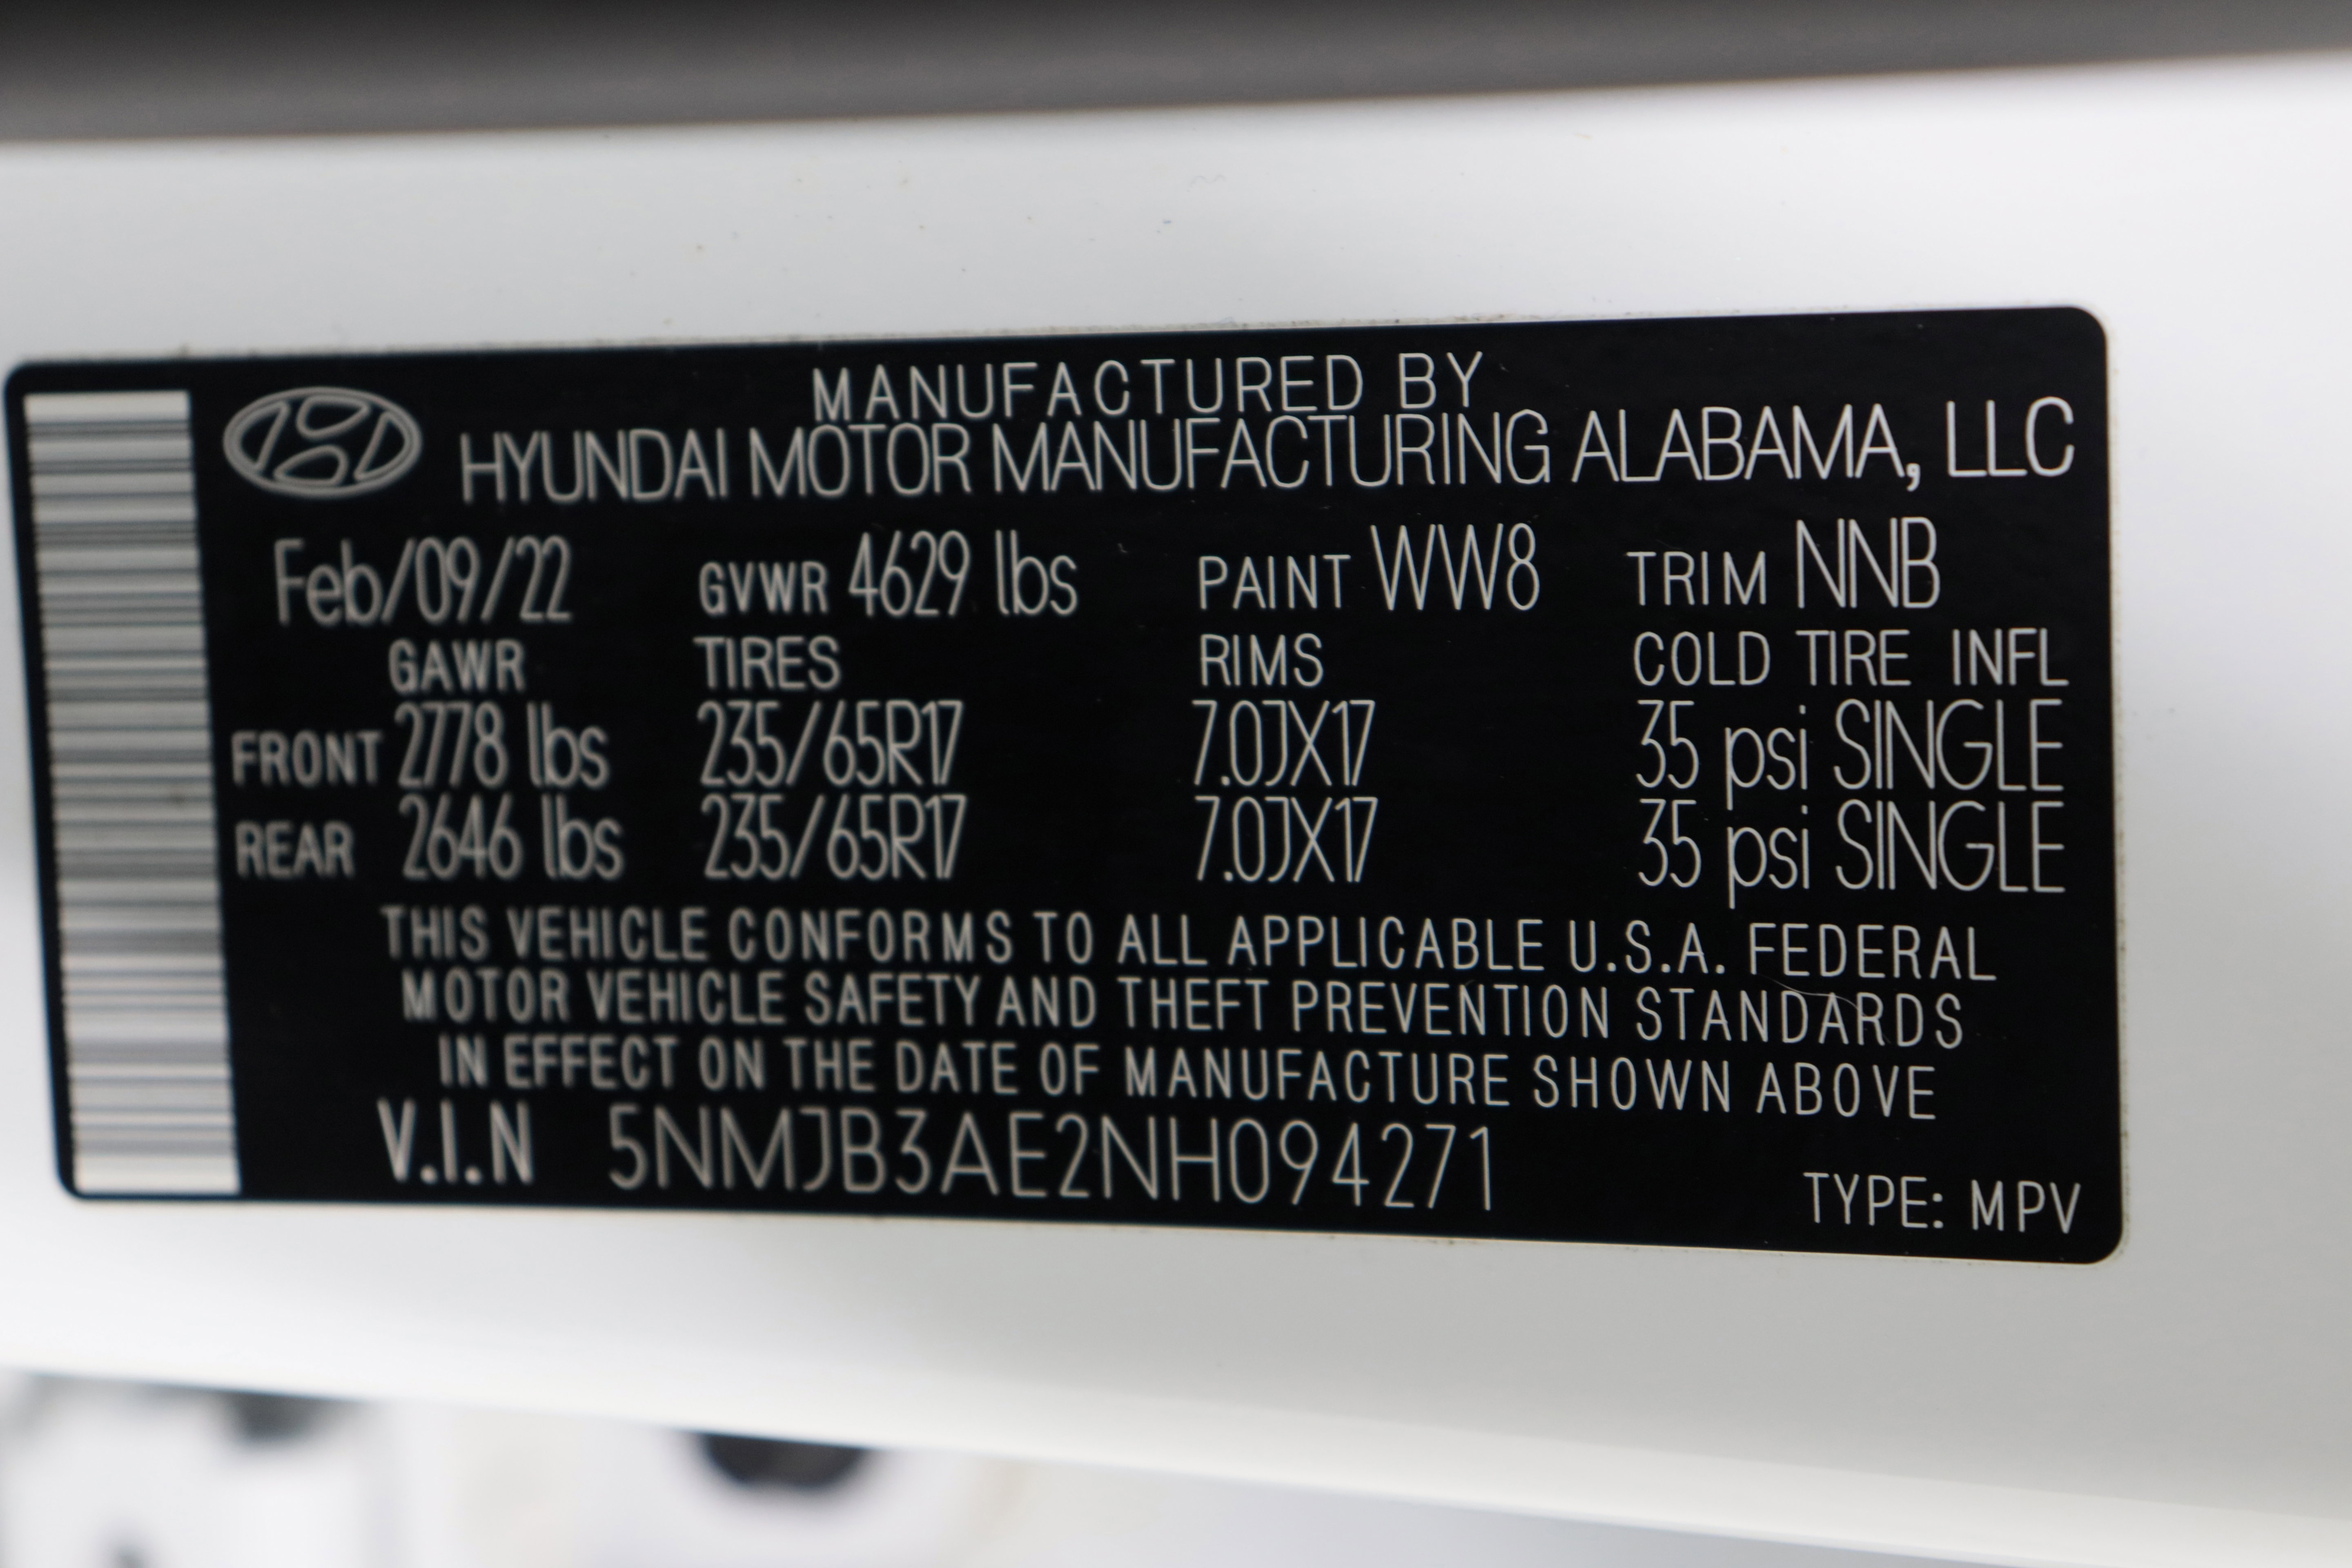 MANUFACTURED BY
HYUNDAI MOTOR MANUFACTURING ALABAMA, LLC
Feb/09/22 GVWR 4629 lbs PAINT WW8 TRIM NNB
GAWR TIRES RIMS COLD TIRE INFL
FRONT 2778 lbs 235/65R17 7.0JX17 35 psi SINGLE
REAR 2646 lbs 235/65R17 7.0JX17 35 psi SINGLE
THIS VEHICLE CONFORMS TO ALL APPLICABLE U.S.A. FEDERAL
MOTOR VEHICLE SAFETY AND THEFT PREVENTION STANDARDS
IN EFFECT ON THE DATE OF MANUFACTURE SHOWN ABOVE
V.I.N 5NMJB3AE2NH094271
TYPE: MPV